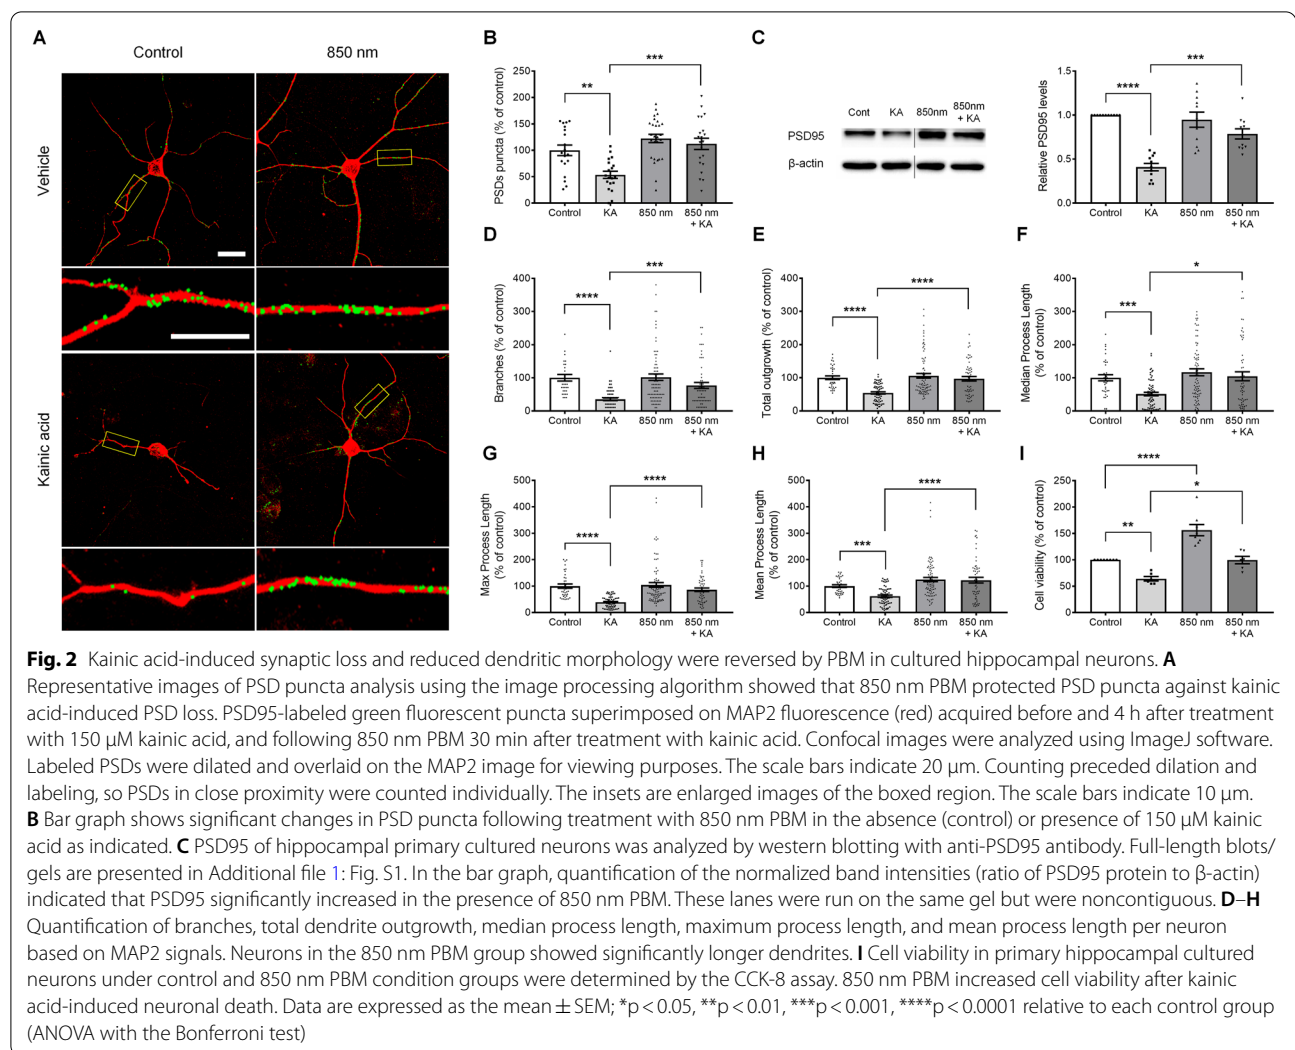 A
Control
850 nm
Vehicle
Kainic acid
B
PSDs puncta (% of control)
250
200
150
100
50
0
**
***
Control
KA
850 nm
850 nm
+ KA
C
Cont
KA
850nm
850nm
+ KA
PSD95
β-actin
Relative PSD95 levels
1.5
1.0
0.5
0.0
****
***
Control
KA
850 nm
850 nm
+ KA
D
Branches (% of control)
400
300
200
100
0
****
***
Control
KA
850 nm
850 nm
+ KA
E
Total outgrowth (% of control)
400
300
200
100
0
****
****
Control
KA
850 nm
850 nm
+ KA
F
Median Process Length
(% of control)
400
300
200
100
0
***
*
Control
KA
850 nm
850 nm
+ KA
G
Max Process Length
(% of control)
500
400
300
200
100
0
****
****
Control
KA
850 nm
850 nm
+ KA
H
Mean Process Length
(% of control)
500
400
300
200
100
0
***
****
Control
KA
850 nm
850 nm
+ KA
I
Cell viability (% of control)
250
200
150
100
50
0
****
**
*
Control
KA
850 nm
850 nm
+ KA
Fig. 2 Kainic acid-induced synaptic loss and reduced dendritic morphology were reversed by PBM in cultured hippocampal neurons. A
Representative images of PSD puncta analysis using the image processing algorithm showed that 850 nm PBM protected PSD puncta against kainic
acid-induced PSD loss. PSD95-labeled green fluorescent puncta superimposed on MAP2 fluorescence (red) acquired before and 4 h after treatment
with 150 μM kainic acid, and following 850 nm PBM 30 min after treatment with kainic acid. Confocal images were analyzed using ImageJ software.
Labeled PSDs were dilated and overlaid on the MAP2 image for viewing purposes. The scale bars indicate 20 μm. Counting preceded dilation and
labeling, so PSDs in close proximity were counted individually. The insets are enlarged images of the boxed region. The scale bars indicate 10 μm.
B Bar graph shows significant changes in PSD puncta following treatment with 850 nm PBM in the absence (control) or presence of 150 μM kainic
acid as indicated. C PSD95 of hippocampal primary cultured neurons was analyzed by western blotting with anti-PSD95 antibody. Full-length blots/
gels are presented in Additional file 1: Fig. S1. In the bar graph, quantification of the normalized band intensities (ratio of PSD95 protein to β-actin)
indicated that PSD95 significantly increased in the presence of 850 nm PBM. These lanes were run on the same gel but were noncontiguous. D–H
Quantification of branches, total dendrite outgrowth, median process length, maximum process length, and mean process length per neuron
based on MAP2 signals. Neurons in the 850 nm PBM group showed significantly longer dendrites. I Cell viability in primary hippocampal cultured
neurons under control and 850 nm PBM condition groups were determined by the CCK-8 assay. 850 nm PBM increased cell viability after kainic
acid-induced neuronal death. Data are expressed as the mean ± SEM; *p < 0.05, **p < 0.01, ***p < 0.001, ****p < 0.0001 relative to each control group
(ANOVA with the Bonferroni test)